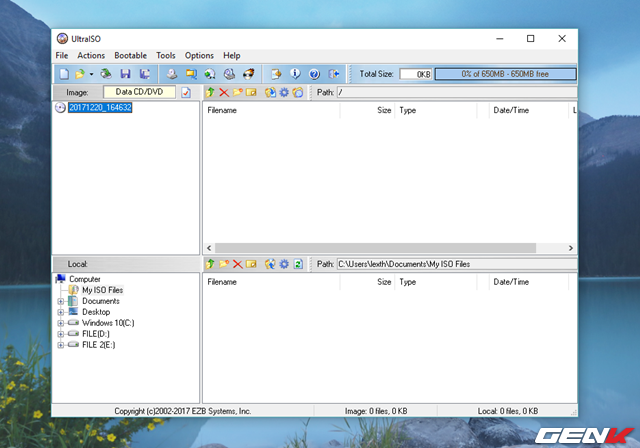 UltraISO
File Actions Bootable Tools Options Help
Total Size: 0KB 0% of 650MB - 650MB free
Image: Data CD/DVD Path: /
20171220_164632
Filename Size Type Date/Time L
Local: Path: C:\Users\lexth\Documents\My ISO Files
Computer
My ISO Files
Documents
Desktop
Windows 10(C:)
FILE(D:)
FILE 2(E:)
Filename Size Type Date/Time
Copyright (c)2002-2017 EZB Systems, Inc. Image: 0 files, 0 KB Local: 0 files, 0 KB
GENK